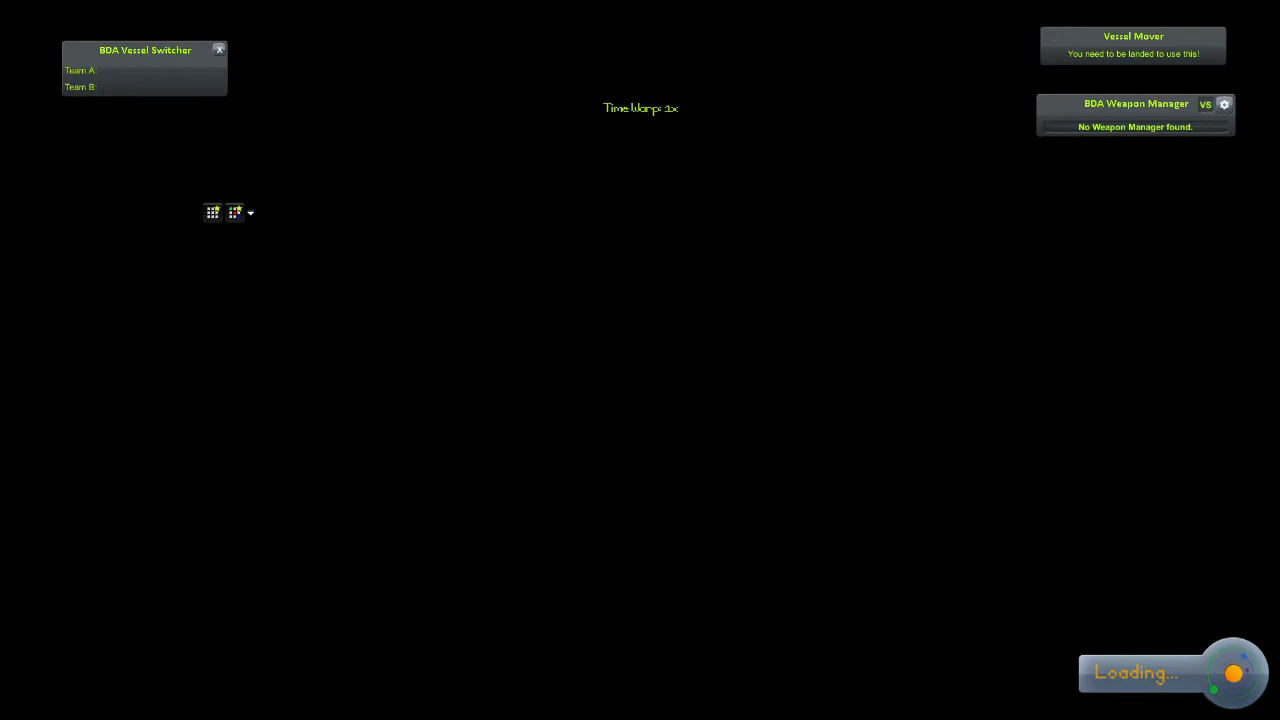 BDA Vessel Switcher X
Team A:
Team B:
Time Warp: 1x
Vessel Mover
You need to be landed to use this!
BDA Weapon Manager VS
No Weapon Manager found.
Loading...